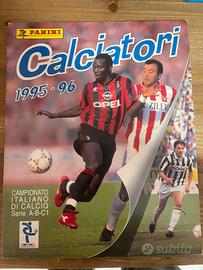 PANINI
Calciatori
1995-96
OPEL
CAMPIONATO
ITALIANO
DI CALCIO
Serie A-B-C1
subito